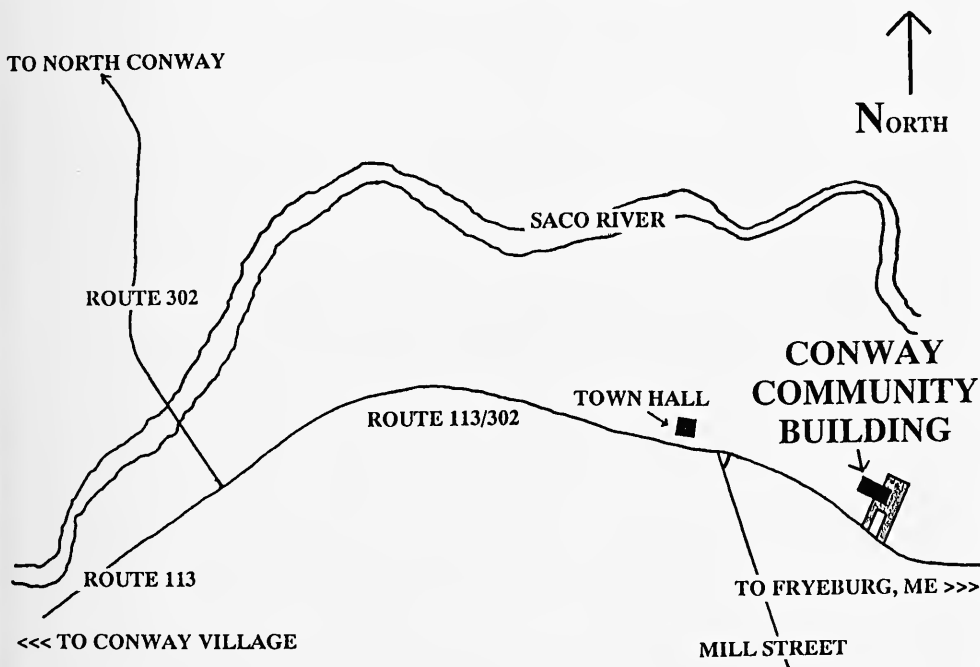 TO NORTH CONWAY
NORTH
SACO RIVER
ROUTE 302
CONWAY
COMMUNITY
BUILDING
TOWN HALL
ROUTE 113/302
ROUTE 113
TO FRYEBURG, ME >>>
<<< TO CONWAY VILLAGE
MILL STREET